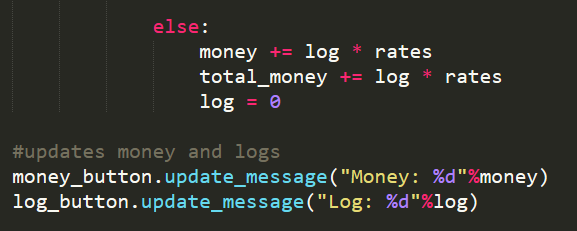 else:
money += log * rates
total_money += log * rates
log = 0
#updates money and logs
money_button.update_message("Money: %d"%money)
log_button.update_message("Log: %d"%log)